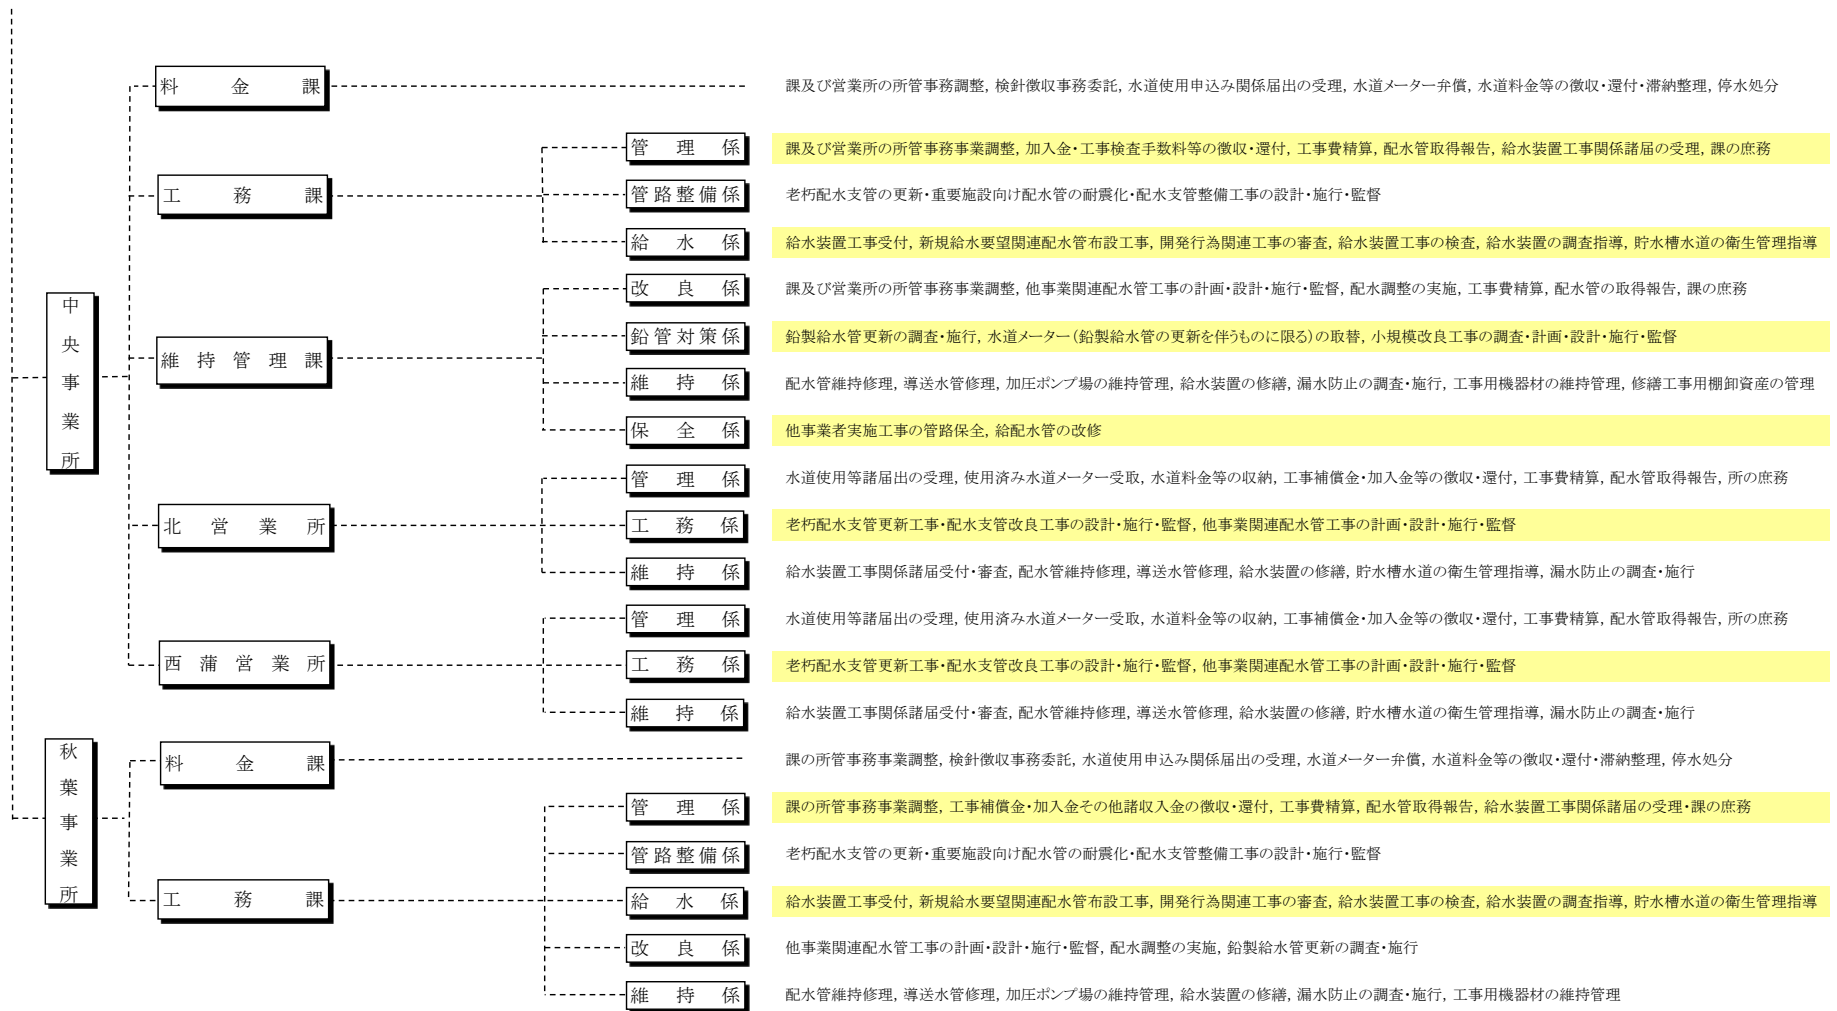 中央事業所
料金課
課及び営業所の所管事務調整, 検針徴収事務委託, 水道使用申込み関係届出の受理, 水道メーター弁償, 水道料金等の徴収・還付・滞納整理, 停水処分
工務課
管理係
課及び営業所の所管事務事業調整, 加入金・工事検査手数料等の徴収・還付, 工事費精算, 配水管取得報告, 給水装置工事関係諸届の受理, 課の庶務
管路整備係
老朽配水支管の更新・重要施設向け配水管の耐震化・配水支管整備工事の設計・施行・監督
給水係
給水装置工事受付, 新規給水要望関連配水管布設工事, 開発行為関連工事の審査, 給水装置工事の検査, 給水装置の調査指導, 貯水槽水道の衛生管理指導
維持管理課
改良係
課及び営業所の所管事務事業調整, 他事業関連配水管工事の計画・設計・施行・監督, 配水調整の実施, 工事費精算, 配水管の取得報告, 課の庶務
鉛管対策係
鉛製給水管更新の調査・施行, 水道メーター(鉛製給水管の更新を伴うものに限る)の取替, 小規模改良工事の調査・計画・設計・施行・監督
維持係
配水管維持修理, 導送水管修理, 加圧ポンプ場の維持管理, 給水装置の修繕, 漏水防止の調査・施行, 工事用機器材の維持管理, 修繕工事用棚卸資産の管理
保全係
他事業者実施工事の管路保全, 給配水管の改修
北営業所
管理係
水道使用等諸届出の受理, 使用済み水道メーター受取, 水道料金等の収納, 工事補償金・加入金等の徴収・還付, 工事費精算, 配水管取得報告, 所の庶務
工務係
老朽配水支管更新工事・配水支管改良工事の設計・施行・監督, 他事業関連配水管工事の計画・設計・施行・監督
維持係
給水装置工事関係諸届受付・審査, 配水管維持修理, 導送水管修理, 給水装置の修繕, 貯水槽水道の衛生管理指導, 漏水防止の調査・施行
西蒲営業所
管理係
水道使用等諸届出の受理, 使用済み水道メーター受取, 水道料金等の収納, 工事補償金・加入金等の徴収・還付, 工事費精算, 配水管取得報告, 所の庶務
工務係
老朽配水支管更新工事・配水支管改良工事の設計・施行・監督, 他事業関連配水管工事の計画・設計・施行・監督
維持係
給水装置工事関係諸届受付・審査, 配水管維持修理, 導送水管修理, 給水装置の修繕, 貯水槽水道の衛生管理指導, 漏水防止の調査・施行
秋葉事業所
料金課
課の所管事務事業調整, 検針徴収事務委託, 水道使用申込み関係届出の受理, 水道メーター弁償, 水道料金等の徴収・還付・滞納整理, 停水処分
工務課
管理係
課の所管事務事業調整, 工事補償金・加入金その他諸収入金の徴収・還付, 工事費精算, 配水管取得報告, 給水装置工事関係諸届の受理・課の庶務
管路整備係
老朽配水支管の更新・重要施設向け配水管の耐震化・配水支管整備工事の設計・施行・監督
給水係
給水装置工事受付, 新規給水要望関連配水管布設工事, 開発行為関連工事の審査, 給水装置工事の検査, 給水装置の調査指導, 貯水槽水道の衛生管理指導
改良係
他事業関連配水管工事の計画・設計・施行・監督, 配水調整の実施, 鉛製給水管更新の調査・施行
維持係
配水管維持修理, 導送水管修理, 加圧ポンプ場の維持管理, 給水装置の修繕, 漏水防止の調査・施行, 工事用機器材の維持管理